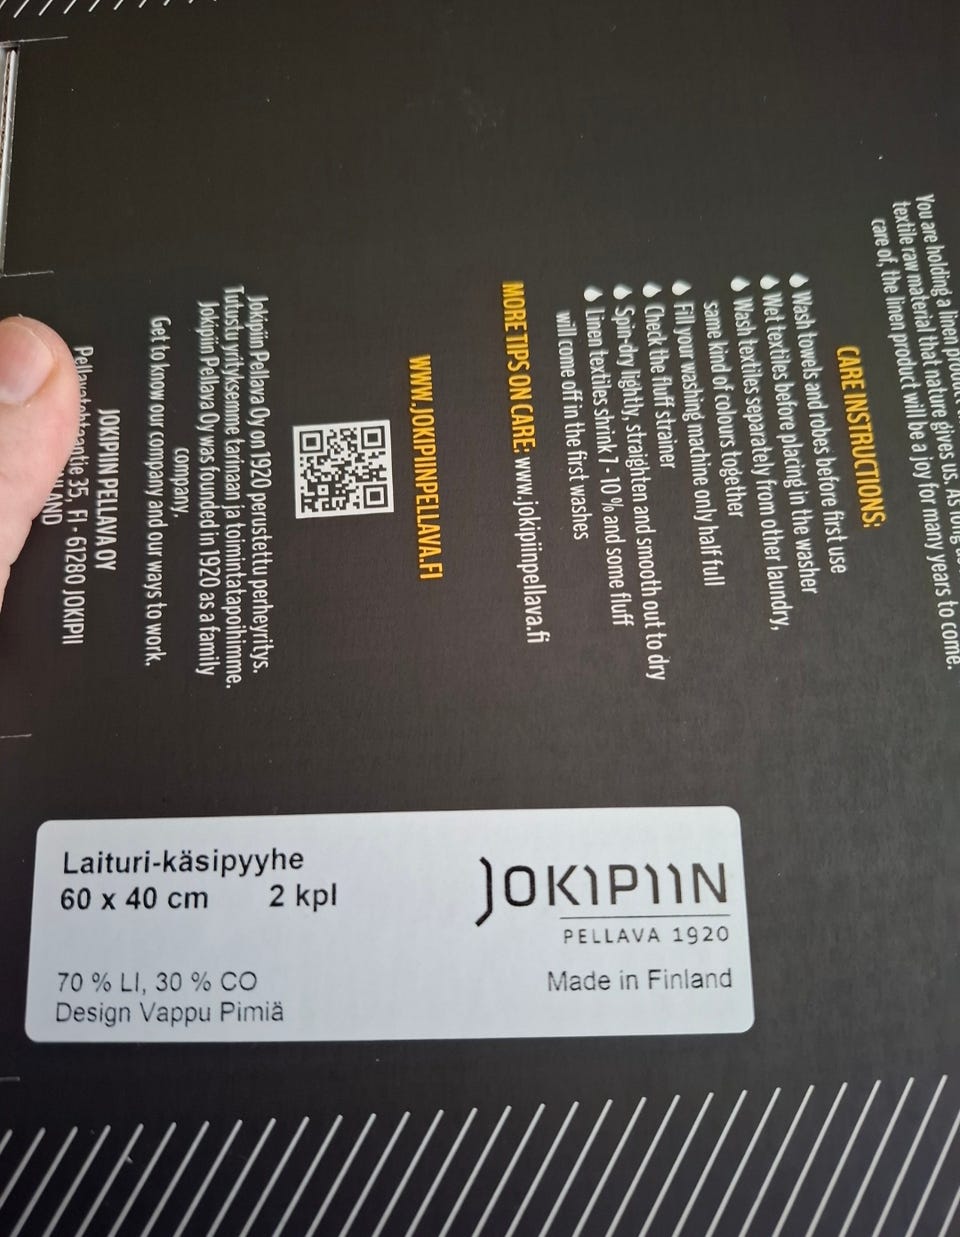 You are holding a linen
textile raw material that nature gives us. As
care of, the linen product will be a joy for many years to come.
CARE INSTRUCTIONS:
Wash towels and robes before first use
Wet textiles before placing in the washer
Wash textiles separately from other laundry,
same kind of colours together
Fill your washing machine only half full
Check the fluff strainer
Spin-dry lightly, straighten and smooth out to dry
Linen textiles shrink 7 - 10 % and some fluff
will come off in the first washes
MORE TIPS ON CARE: www.jokipiinpellava.fi
WWW.JOKIPIINPELLAVA.FI
Jokipiin Pellava Oy on 1920 perustettu perheyritys.
Tutustu yritykseemme tarinaan ja toimintatapoihimme.
Jokipiin Pellava Oy was founded in 1920 as a family
company,
Get to know our company and our ways to work.
JOKIPIIN PELLAVA OY
35, FI - 61280 JOKIPII
Laituri-käsipyyhe
60 x 40 cm 2 kpl
70 % LI, 30 % CO
Design Vappu Pimiä
JOKIPIIN
PELLAVA 1920
Made in Finland